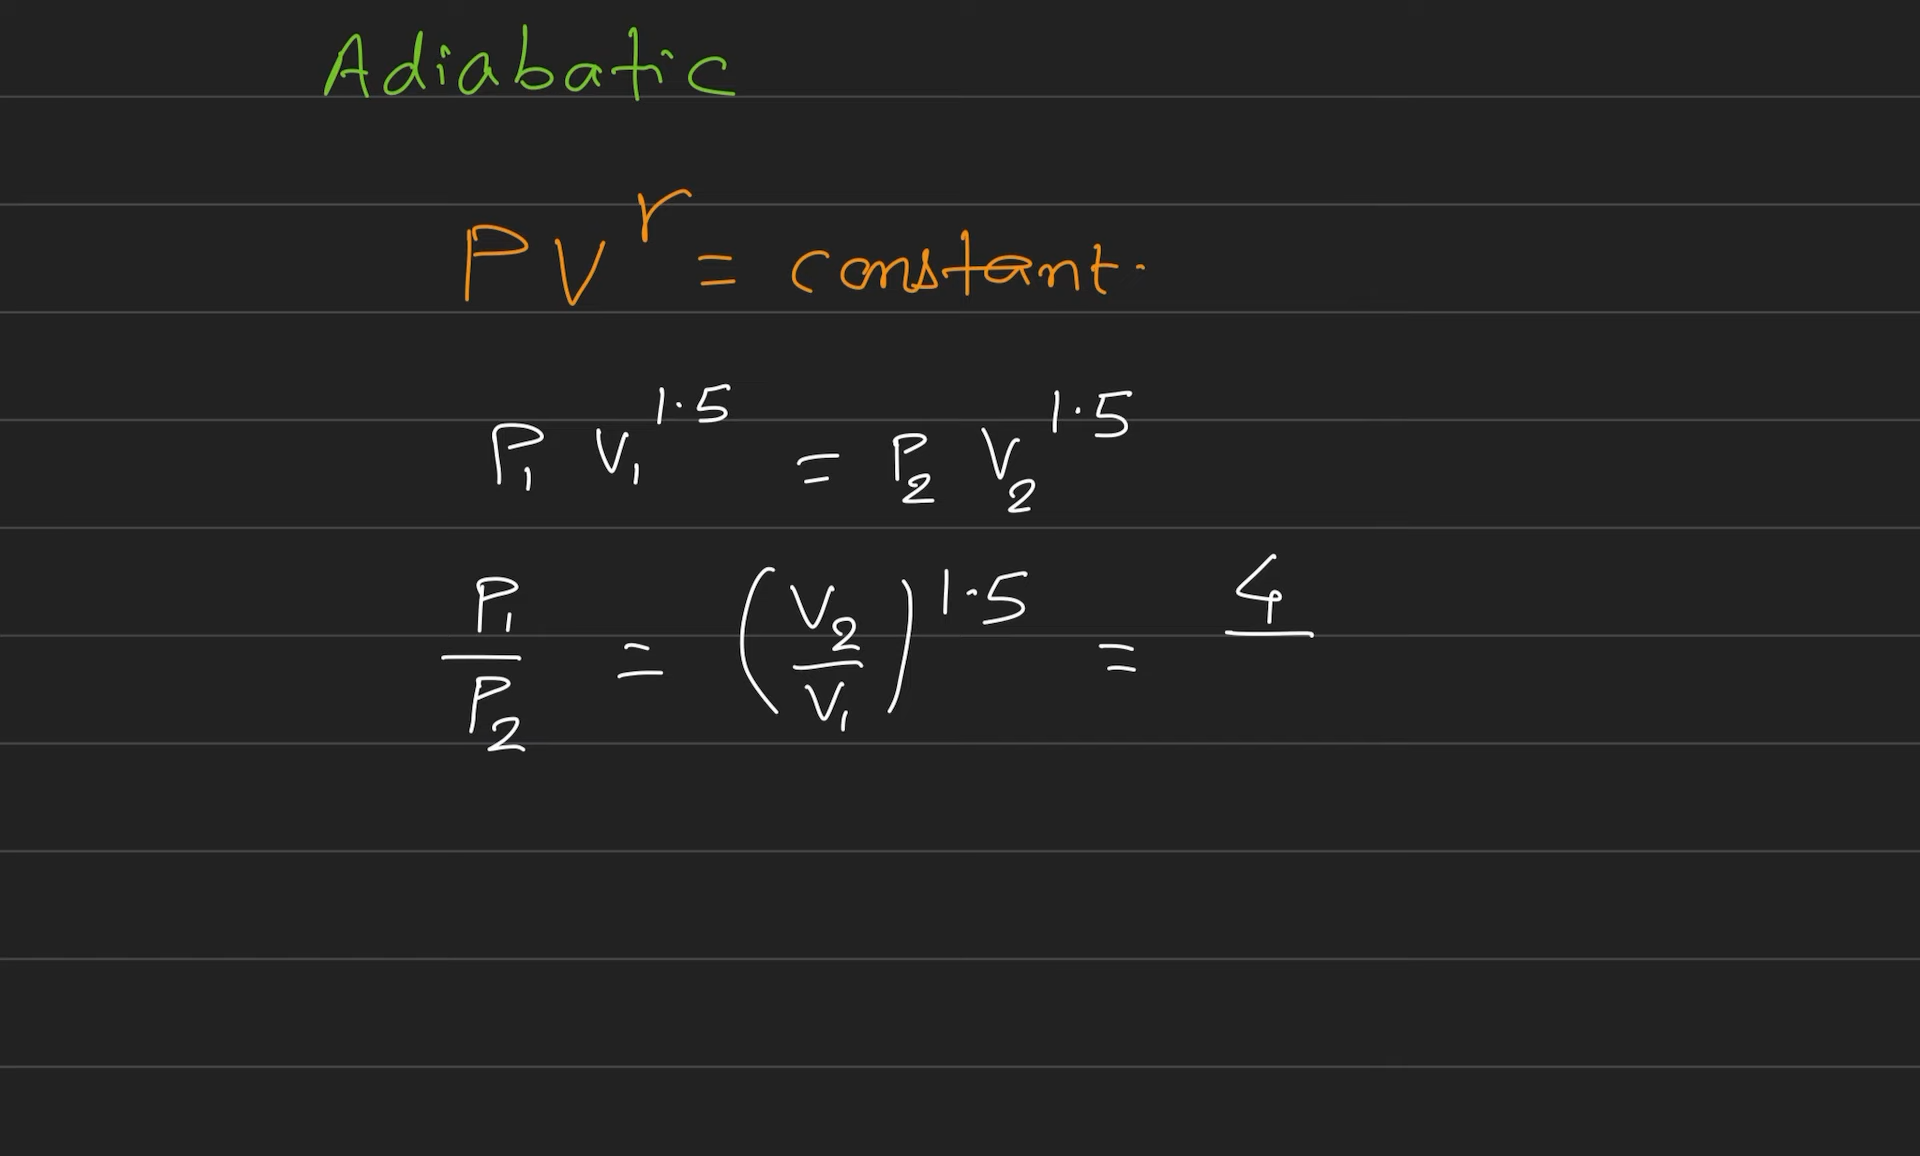 Adiabatic
PV^r = constant.
P₁ V₁^1.5 = P₂ V₂^1.5
P₁/P₂ = (V₂/V₁)^1.5 = 4/